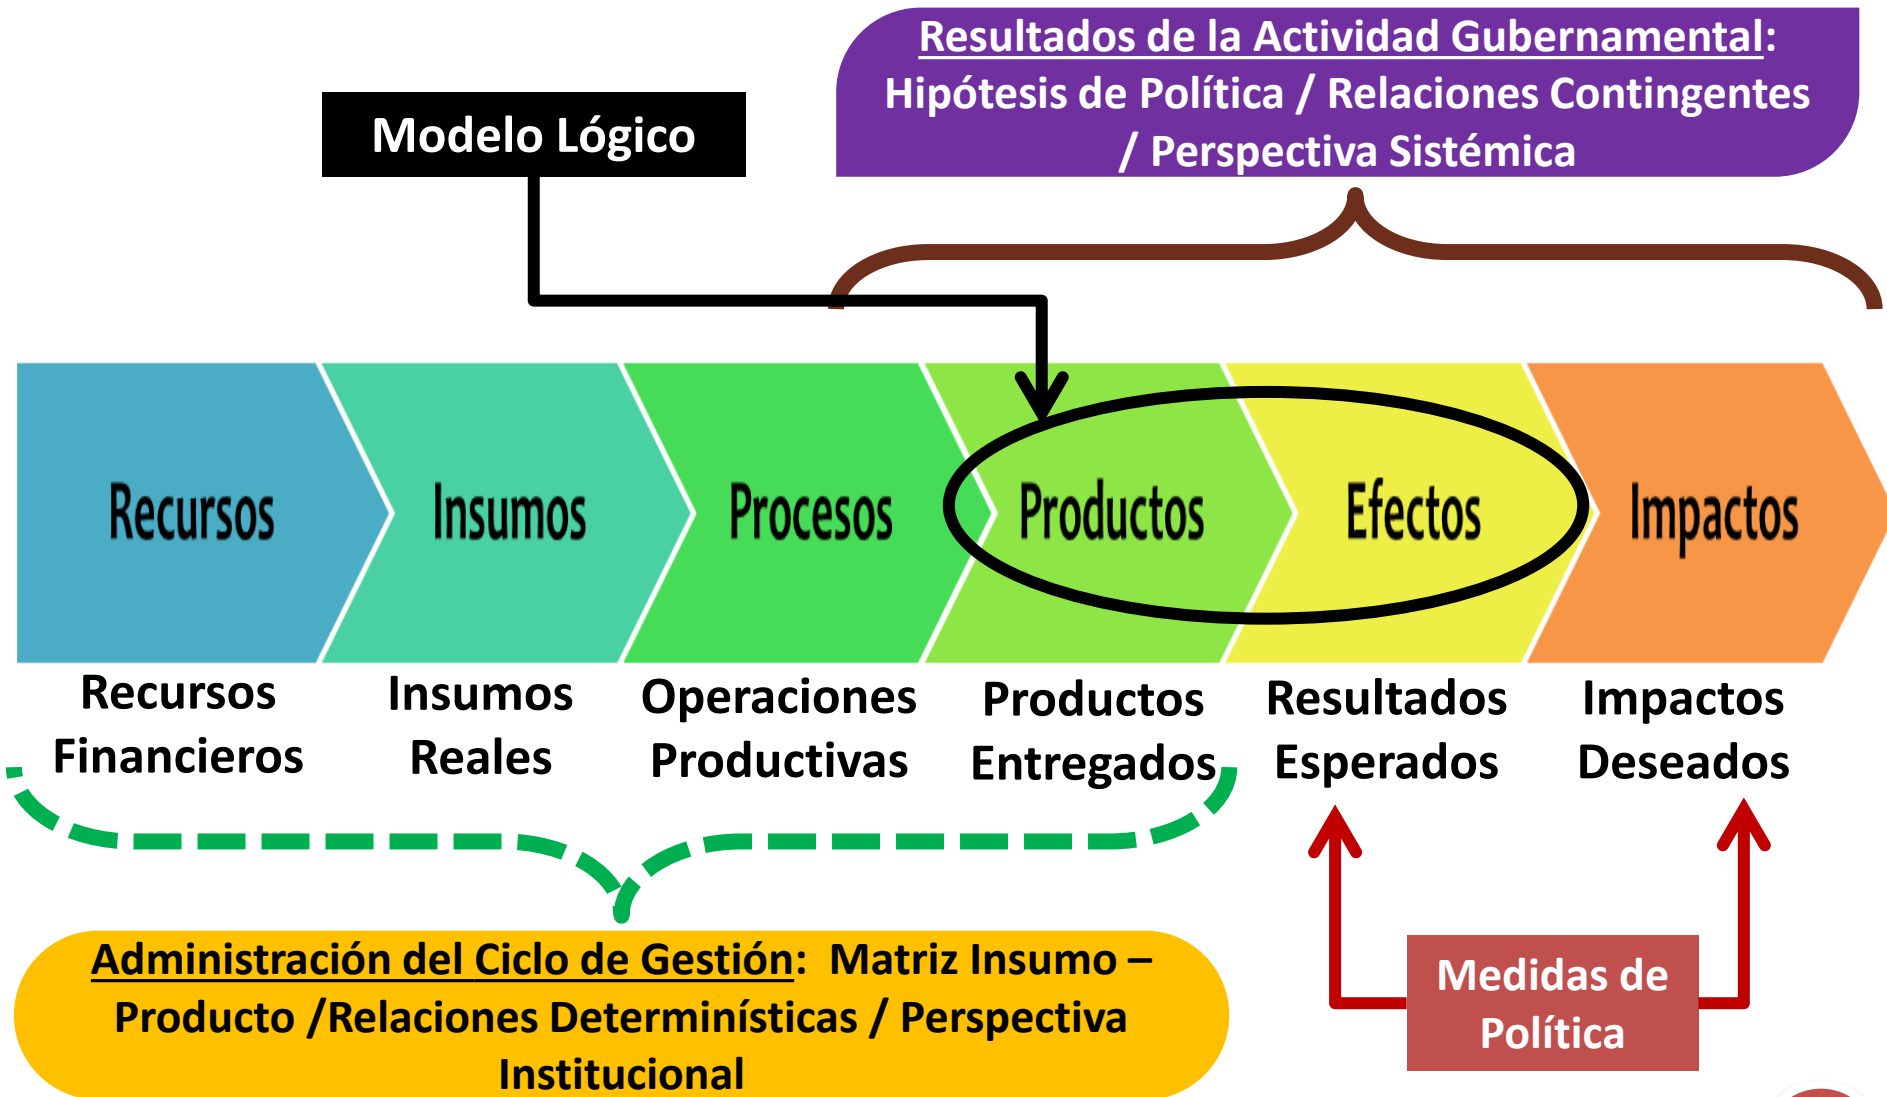 Resultados de la Actividad Gubernamental:
Hipótesis de Política / Relaciones Contingentes
/ Perspectiva Sistémica
Modelo Lógico
Recursos
Insumos
Procesos
Productos
Efectos
Impactos
Recursos
Financieros
Insumos
Reales
Operaciones
Productivas
Productos
Entregados
Resultados
Esperados
Impactos
Deseados
Administración del Ciclo de Gestión: Matriz Insumo –
Producto /Relaciones Determinísticas / Perspectiva
Institucional
Medidas de
Política